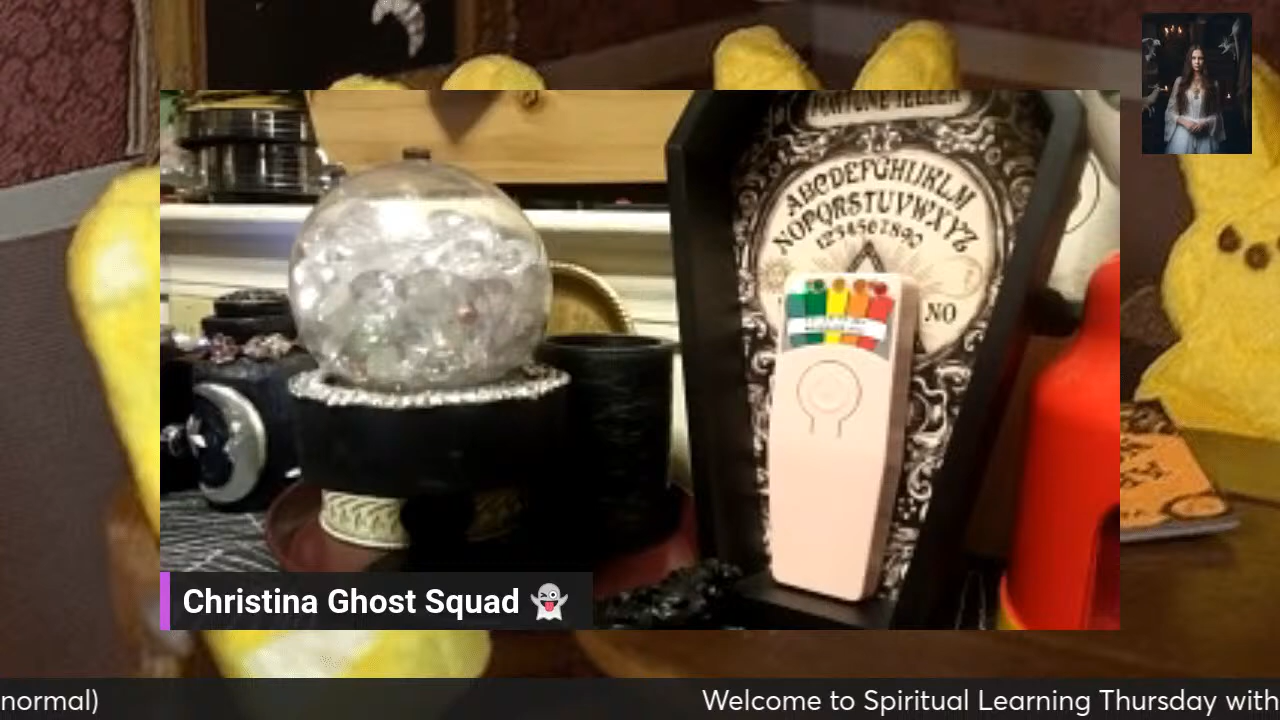 FORTUNE TELLER
ABCDEFGHIJKLM
NOPQRSTUVWXYZ
1234567890
NO
Christina Ghost Squad 👻
normal)
Welcome to Spiritual Learning Thursday with